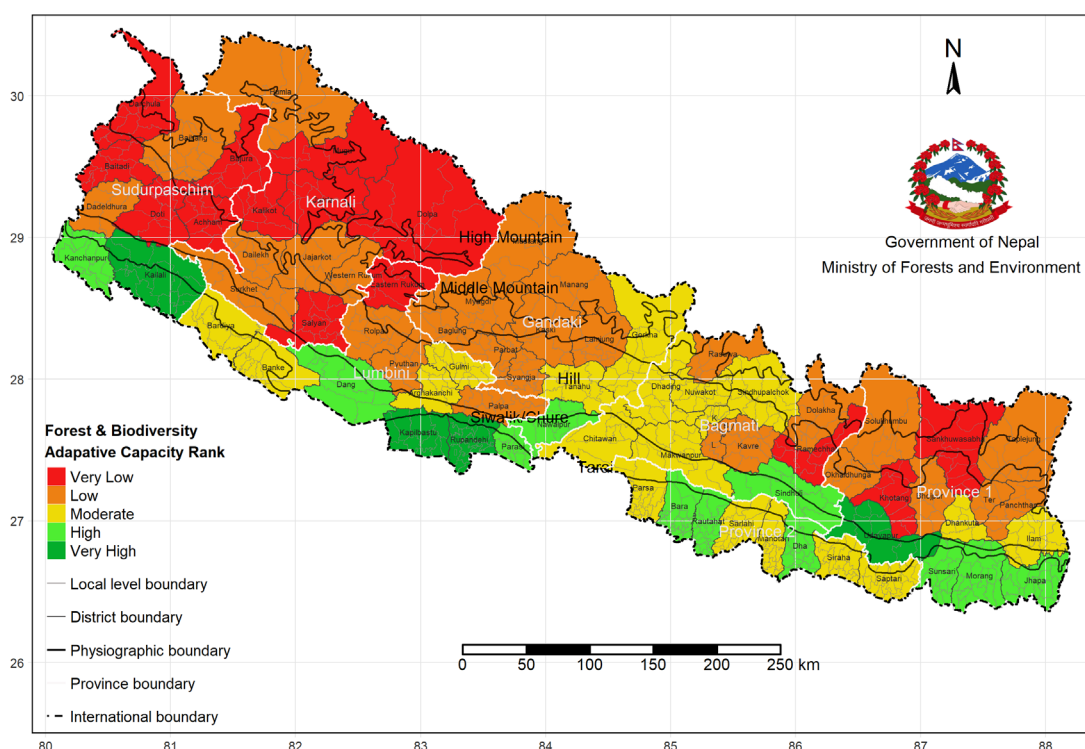 N
30
29
28
27
26
80
81
82
83
84
85
86
87
88
Government of Nepal
Ministry of Forests and Environment
Humla
Darchula
Bajhang
Bajura
Mugu
Baitadi
Sudurpaschim
Karnali
Dadeldhura
Doti
Achham
Kalikot
Dolpa
Kanchanpur
Kailali
Dailekh
Jajarkot
High Mountain
Western Rukum
Eastern Rukum
Middle Mountain
Manang
Surkhet
Myagdi
Gandaki
Kaski
Lamjung
Gorkha
Bardiya
Salyan
Rolpa
Baglung
Parbat
Banke
Pyuthan
Gulmi
Syangja
Hill
Tanahu
Lumbini
Dang
Arghakanchi
Palpa
Siwalik/Chure
Nawalpur
Kapilbastu
Rupandehi
Parasi
Rasuwa
Dhading
Nuwakot
Sindhupalchok
Dolakha
Bagmati
K
L
Kavre
Chitawan
Makwanpur
Ramechhap
Solukhumbu
Sankhuwasabha
Taplejung
Okhaldhunga
Khotang
Province 1
Ter
Panchthar
Sindhuli
Parsa
Bara
Rautahat
Sarlahi
Province 2
Dha
Siraha
Saptari
Udayapur
Dhankuta
Ilam
Sunsari
Morang
Jhapa
Forest & Biodiversity
Adapative Capacity Rank
Very Low
Low
Moderate
High
Very High
Local level boundary
District boundary
Physiographic boundary
Province boundary
International boundary
0
50
100
150
200
250 km